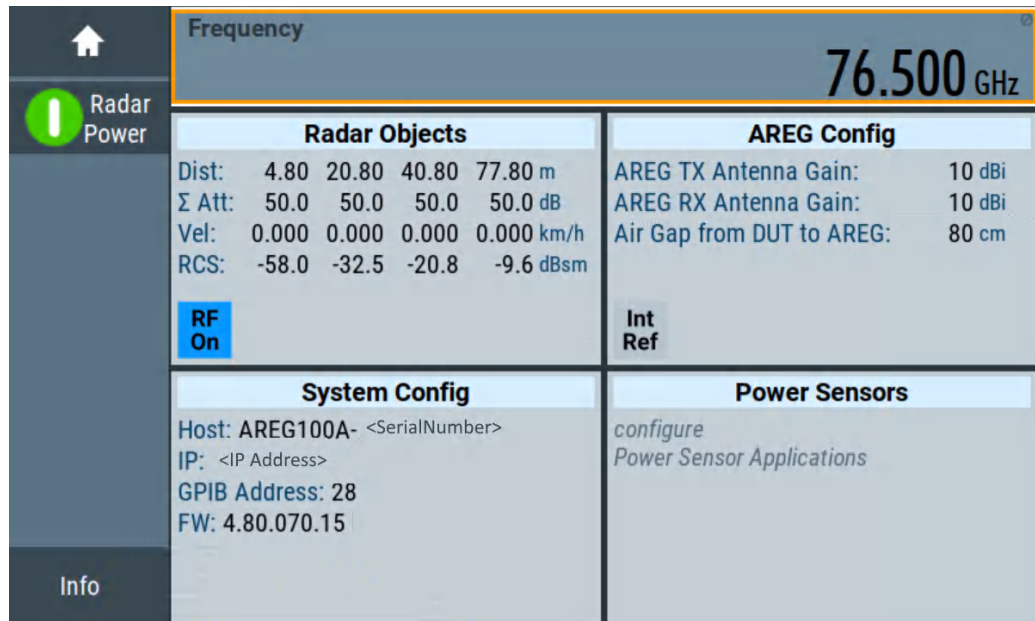 Frequency
76.500 GHz
Radar
Power
Radar Objects
Dist: 4.80 20.80 40.80 77.80 m
Σ Att: 50.0 50.0 50.0 50.0 dB
Vel: 0.000 0.000 0.000 0.000 km/h
RCS: -58.0 -32.5 -20.8 -9.6 dBsm
RF
On
AREG Config
AREG TX Antenna Gain: 10 dBi
AREG RX Antenna Gain: 10 dBi
Air Gap from DUT to AREG: 80 cm
Int
Ref
System Config
Host: AREG100A- <SerialNumber>
IP: <IP Address>
GPIB Address: 28
FW: 4.80.070.15
Power Sensors
configure
Power Sensor Applications
Info